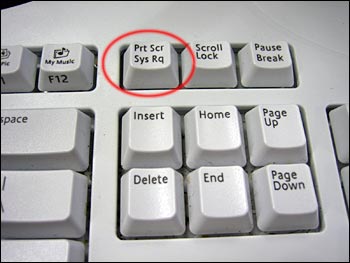 Prt Scr
Sys Rq
Scroll
Lock
Pause
Break
My Music
F12
Insert
Home
Page
Up
Delete
End
Page
Down